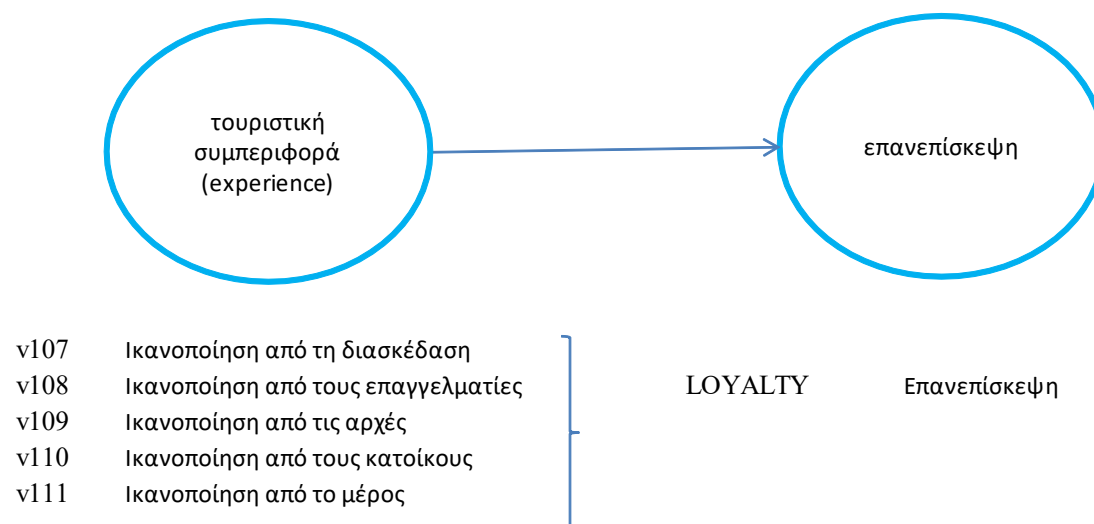 τουριστική
συμπεριφορά
(experience)
επανεπίσκεψη
v107 Ικανοποίηση από τη διασκέδαση
v108 Ικανοποίηση από τους επαγγελματίες LOYALTY Επανεπίσκεψη
v109 Ικανοποίηση από τις αρχές
v110 Ικανοποίηση από τους κατοίκους
v111 Ικανοποίηση από το μέρος